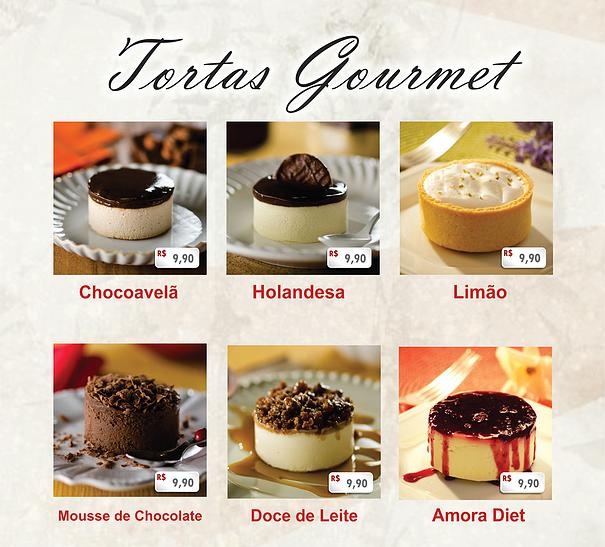 Tortas Gourmet
R$ 9,90
R$ 9,90
R$ 9,90
Chocoavelã
Holandesa
Limão
R$ 9,90
R$ 9,90
R$ 9,90
Mousse de Chocolate
Doce de Leite
Amora Diet